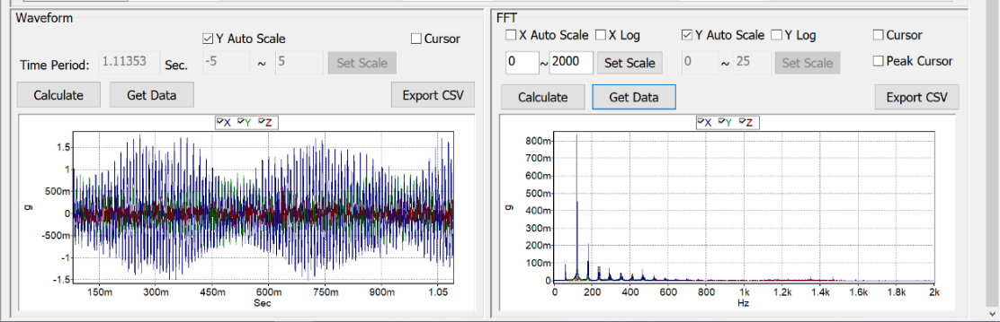 Waveform
Y Auto Scale Cursor
Time Period: 1.11353 Sec. -5 ~ 5 Set Scale
Calculate Get Data Export CSV
X Y Z
1.5
1
500m
0
-500m
-1
-1.5
g
150m 300m 450m 600m 750m 900m 1.05
Sec
FFT
X Auto Scale X Log Y Auto Scale Y Log Cursor
0 ~ 2000 Set Scale 0 ~ 25 Set Scale Peak Cursor
Calculate Get Data Export CSV
X Y Z
800m
700m
600m
500m
400m
300m
200m
100m
0
g
0 200 400 600 800 1k 1.2k 1.4k 1.6k 1.8k 2k
Hz